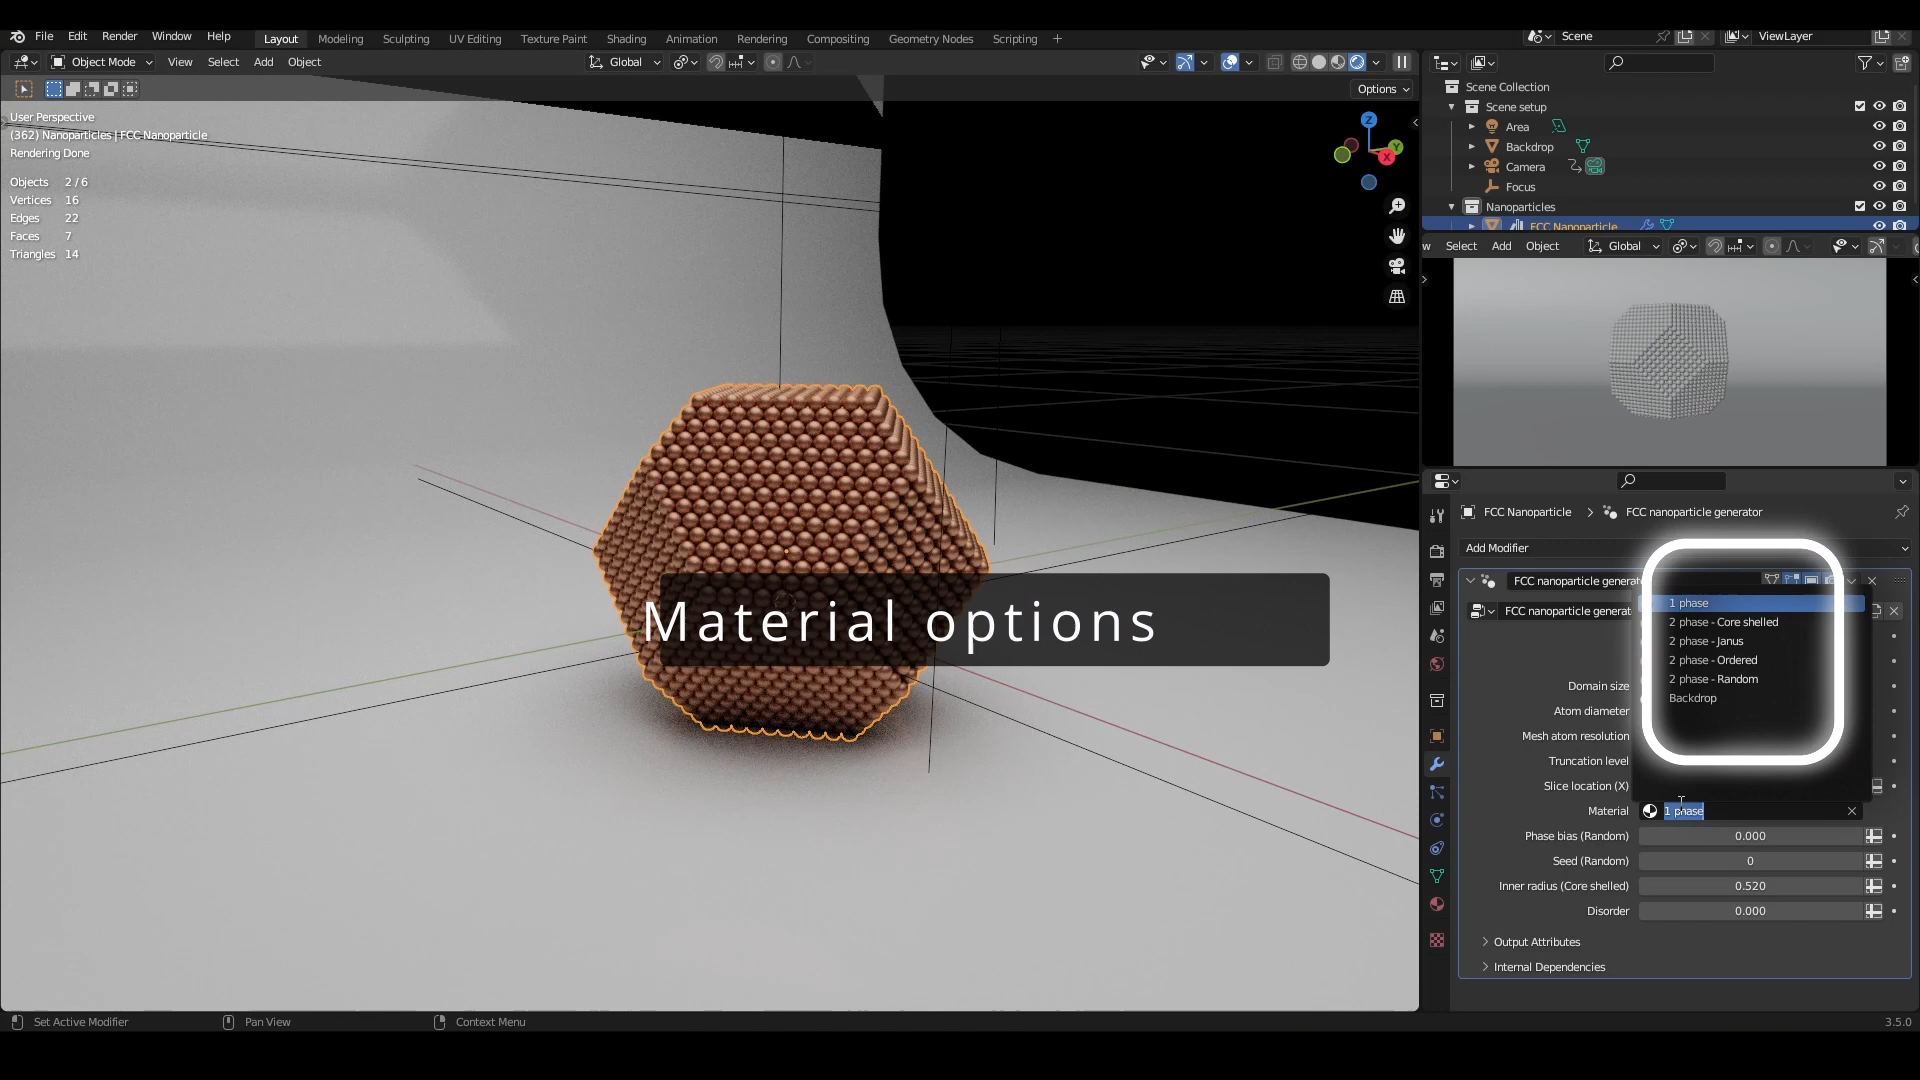 File Edit Render Window Help Layout Modeling Sculpting UV Editing Texture Paint Shading Animation Rendering Compositing Geometry Nodes Scripting + Scene ViewLayer
Object Mode View Select Add Object Global
Options
User Perspective
(362) Nanoparticles | FCC Nanoparticle
Rendering Done
Objects 2/6
Vertices 16
Edges 22
Faces 7
Triangles 14
Z
Y
X
Material options
Scene Collection
Scene setup
Area
Backdrop
Camera
Focus
Nanoparticles
FCC Nanoparticle
w Select Add Object Global
FCC Nanoparticle > FCC nanoparticle generator
Add Modifier
FCC nanoparticle generat
FCC nanoparticle generat
1 phase
2 phase - Core shelled
2 phase - Janus
2 phase - Ordered
2 phase - Random
Backdrop
Domain size
Atom diameter
Mesh atom resolution
Truncation level
Slice location (X)
Material 1 phase
Phase bias (Random) 0.000
Seed (Random) 0
Inner radius (Core shelled) 0.520
Disorder 0.000
Output Attributes
Internal Dependencies
Set Active Modifier Pan View Context Menu 3.5.0